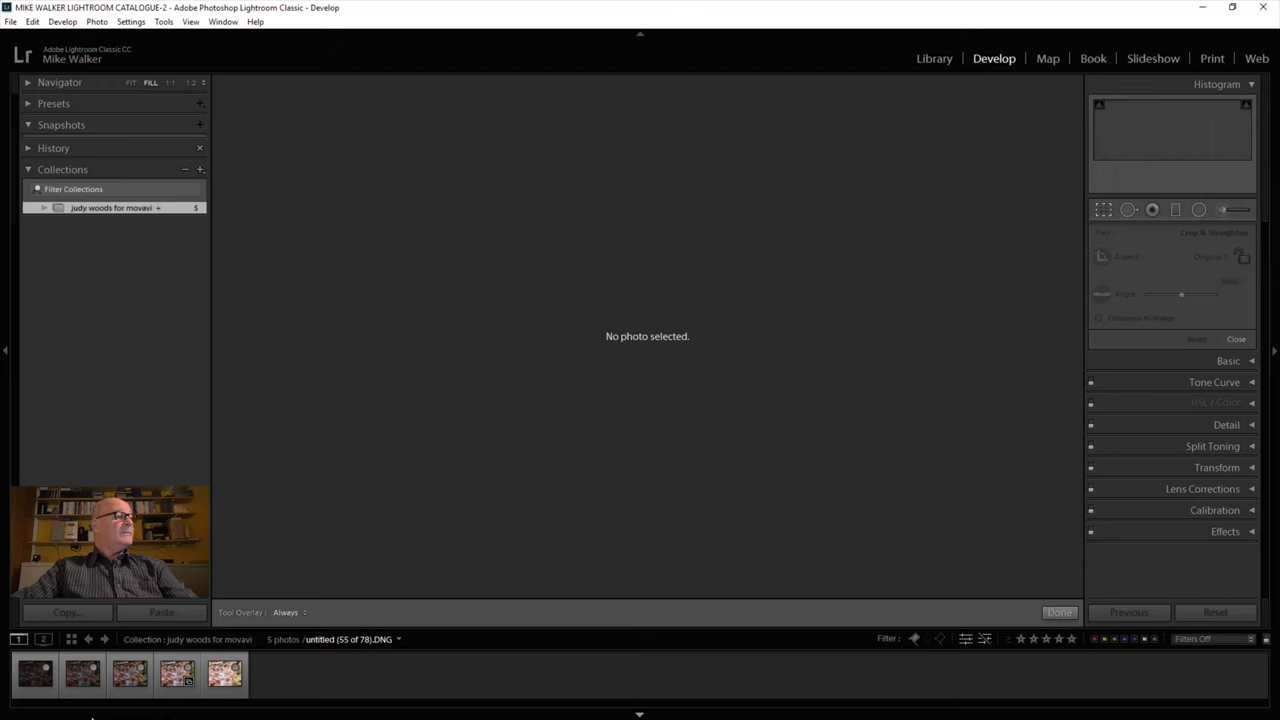 MIKE WALKER LIGHTROOM CATALOGUE-2 - Adobe Photoshop Lightroom Classic - Develop
File Edit Develop Photo Settings Tools View Window Help
Lr Adobe Lightroom Classic CC
Mike Walker
Library Develop Map Book Slideshow Print Web
Navigator FIT FILL 1:1 1:2
Histogram
Presets
Snapshots
History
Collections
Filter Collections
judy woods for movavi + 5
Tool : Crop & Straighten
Aspect : Original
Auto
Angle
Constrain to Image
Reset Close
No photo selected.
Basic
Tone Curve
HSL / Color
Detail
Split Toning
Transform
Lens Corrections
Calibration
Effects
Copy... Paste
Tool Overlay : Always
Done
Previous Reset
1 2 Collection : judy woods for movavi 5 photos / untitled (55 of 78).DNG
Filter : ≥ ★★★★★ Filters Off